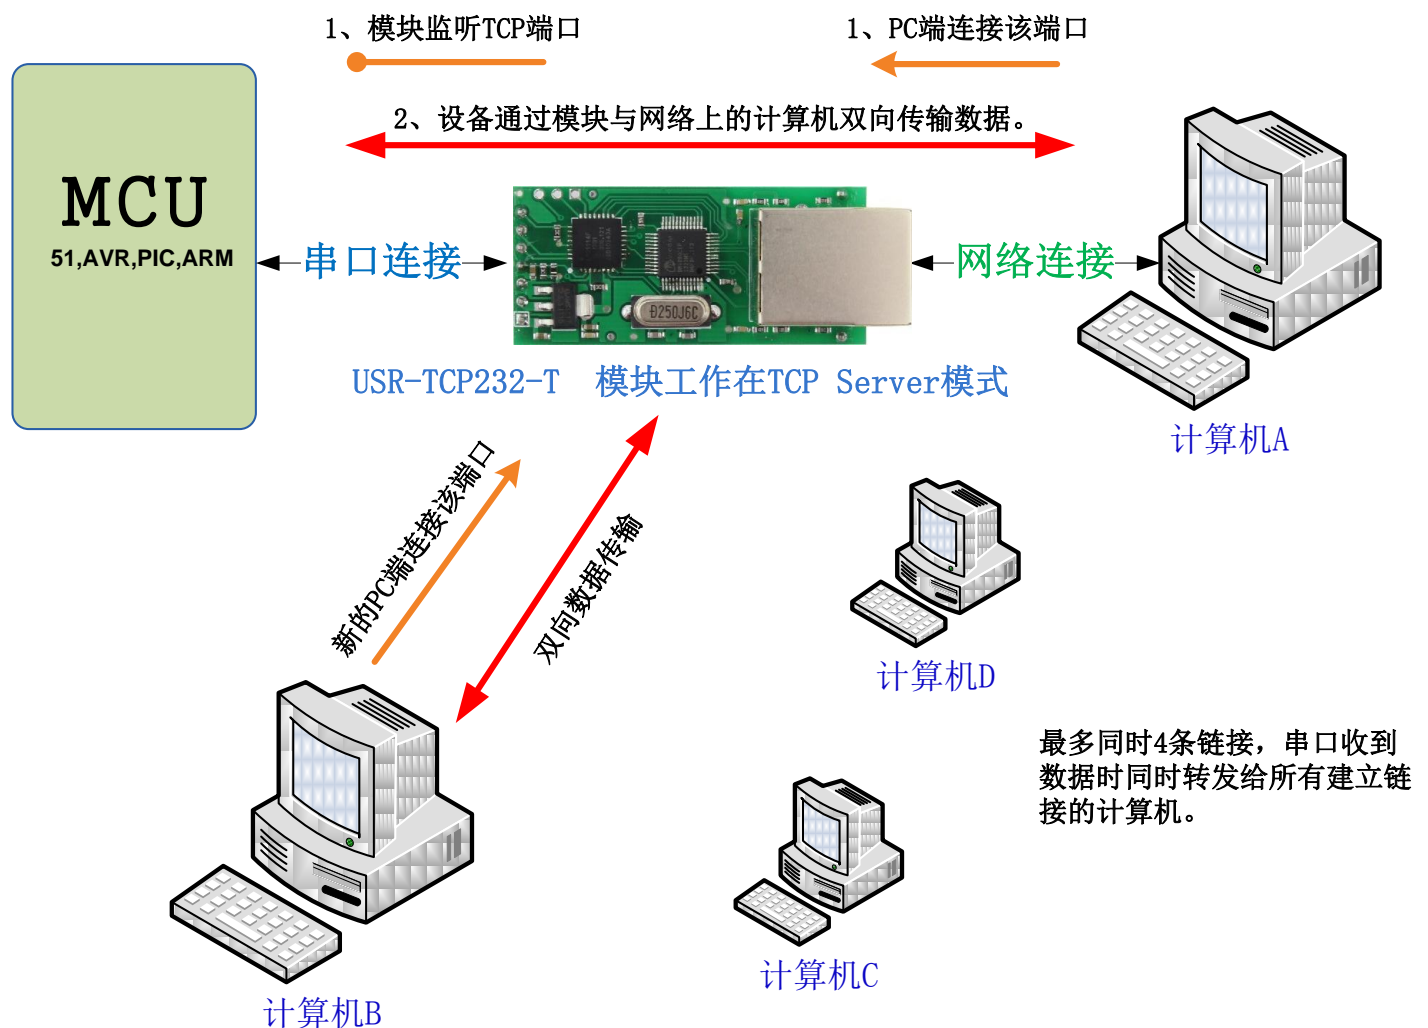 1、模块监听TCP端口
1、PC端连接该端口
2、设备通过模块与网络上的计算机双向传输数据。
MCU
51,AVR,PIC,ARM
串口连接
网络连接
Ð250J6C
USR-TCP232-T 模块工作在TCP Server模式
计算机A
新的PC端连接该端口
双向数据传输
计算机D
最多同时4条链接，串口收到
数据时同时转发给所有建立链
接的计算机。
计算机C
计算机B